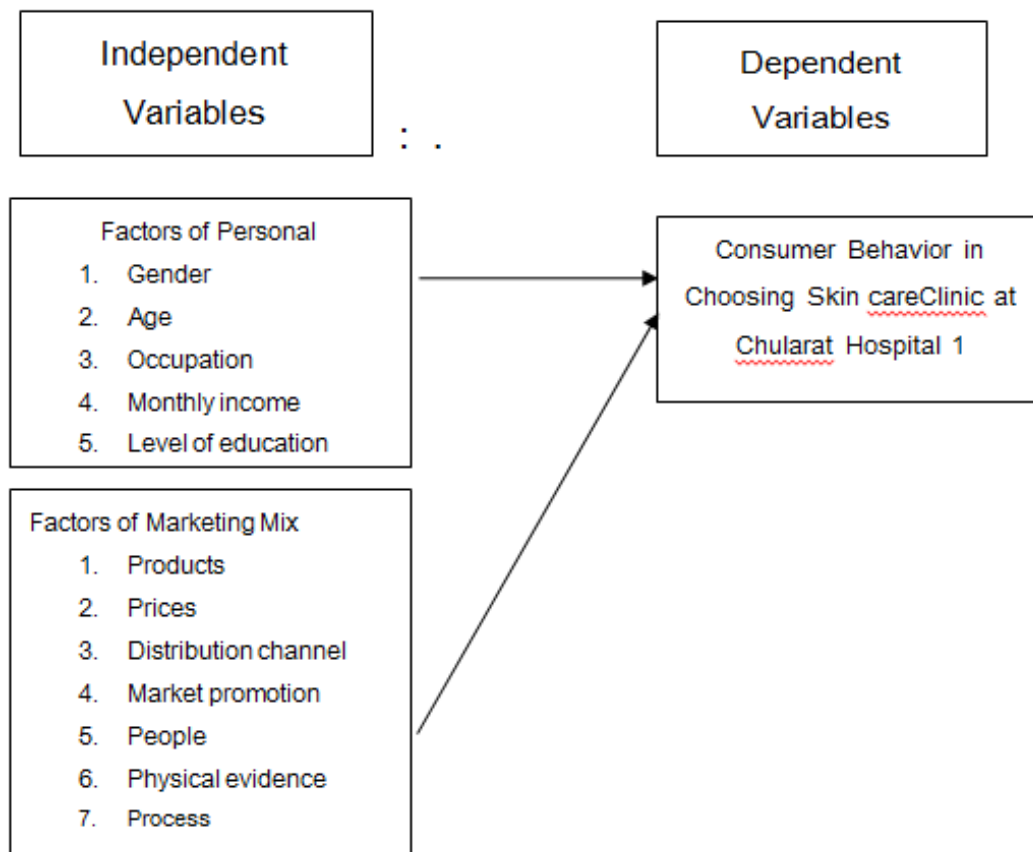 Independent
Variables
: .
Dependent
Variables
Factors of Personal
1. Gender
2. Age
3. Occupation
4. Monthly income
5. Level of education
Consumer Behavior in
Choosing Skin careClinic at
Chularat Hospital 1
Factors of Marketing Mix
1. Products
2. Prices
3. Distribution channel
4. Market promotion
5. People
6. Physical evidence
7. Process